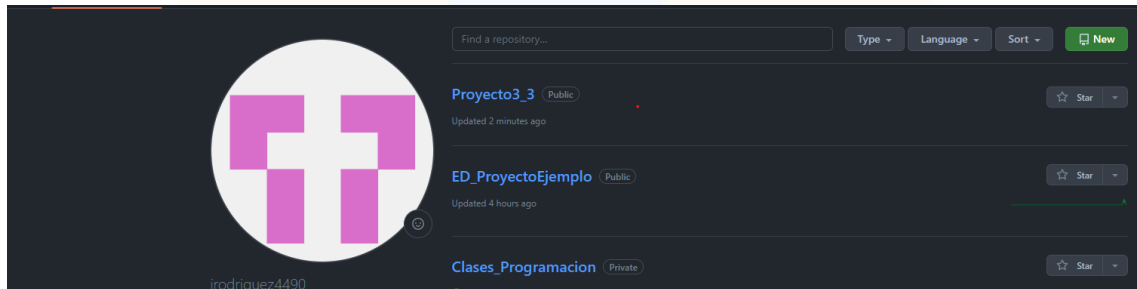 Find a repository...
Type
Language
Sort
New
Proyecto3_3 Public
Star
Updated 2 minutes ago
ED_ProyectoEjemplo Public
Star
Updated 4 hours ago
Clases_Programacion Private
Star
irodriguez4490